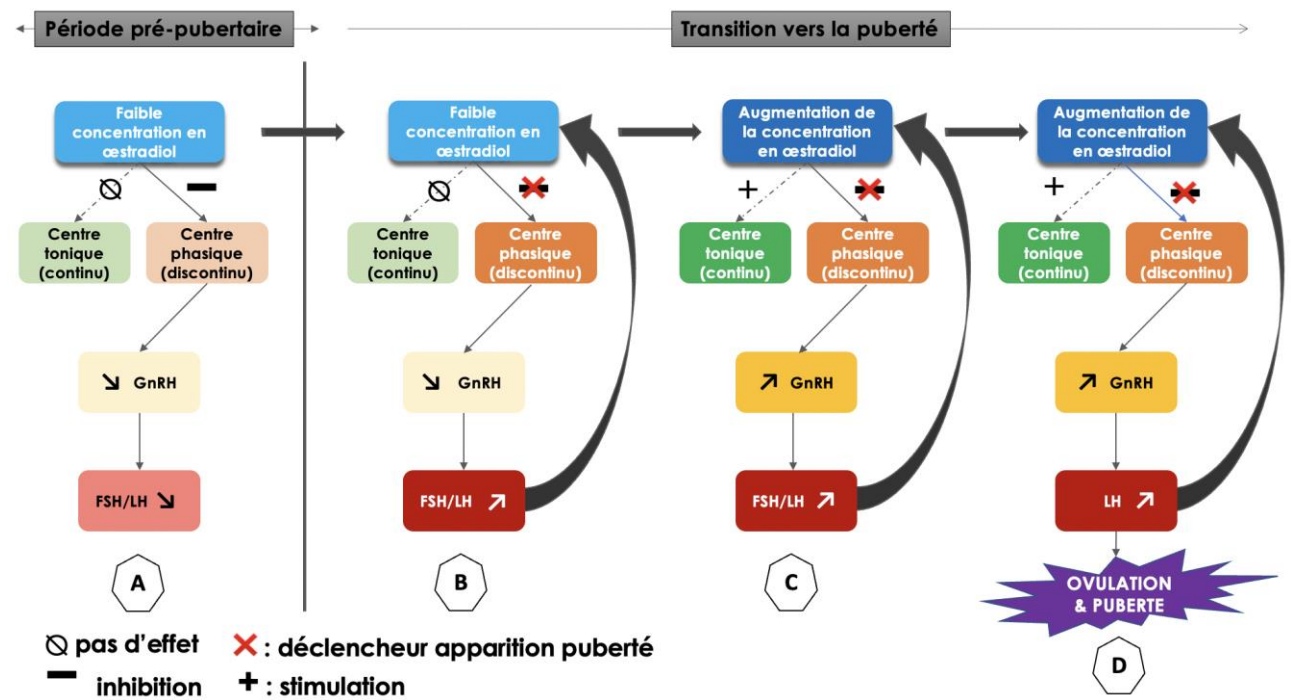 Période pré-pubertaire
Transition vers la puberté
Faible
concentration en
œstradiol
Faible
concentration en
œstradiol
Augmentation de
la concentration
en œstradiol
Augmentation de
la concentration
en œstradiol
+
+
Centre
tonique
(continu)
Centre
phasique
(discontinu)
Centre
tonique
(continu)
Centre
phasique
(discontinu)
Centre
tonique
(continu)
Centre
phasique
(discontinu)
Centre
tonique
(continu)
Centre
phasique
(discontinu)
↘ GnRH
↘ GnRH
↗ GnRH
↗ GnRH
FSH/LH ↘
FSH/LH ↗
FSH/LH ↗
LH ↗
A
B
C
OVULATION
& PUBERTE
D
∅ pas d'effet
× : déclencheur apparition puberté
− inhibition
+ : stimulation